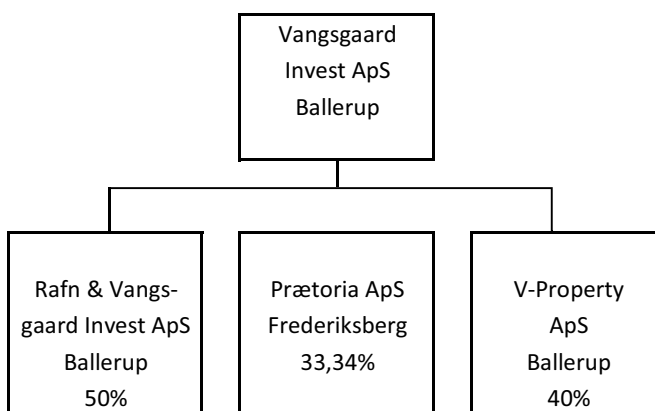 Vangsgaard
Invest ApS
Ballerup
Rafn & Vangs-
gaard Invest ApS
Ballerup
50%
Prætoria ApS
Frederiksberg
33,34%
V-Property
ApS
Ballerup
40%